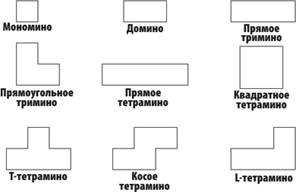 Мономино
Домино
Прямое
тримино
Прямоугольное
тримино
Прямое
тетрамино
Квадратное
тетрамино
Т-тетрамино
Косое
тетрамино
L-тетрамино